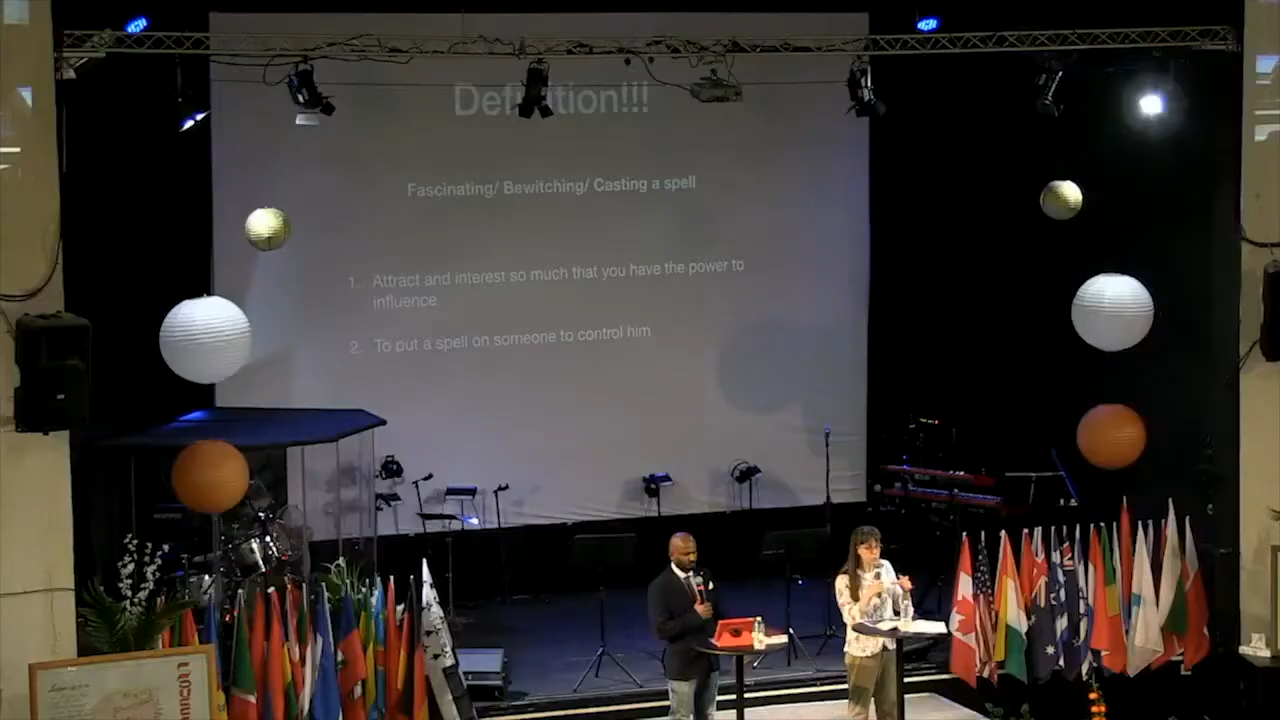 Definition!!!
Fascinating/ Bewitching/ Casting a spell
1. Attract and interest so much that you have the power to
influence
2. To put a spell on someone to control him